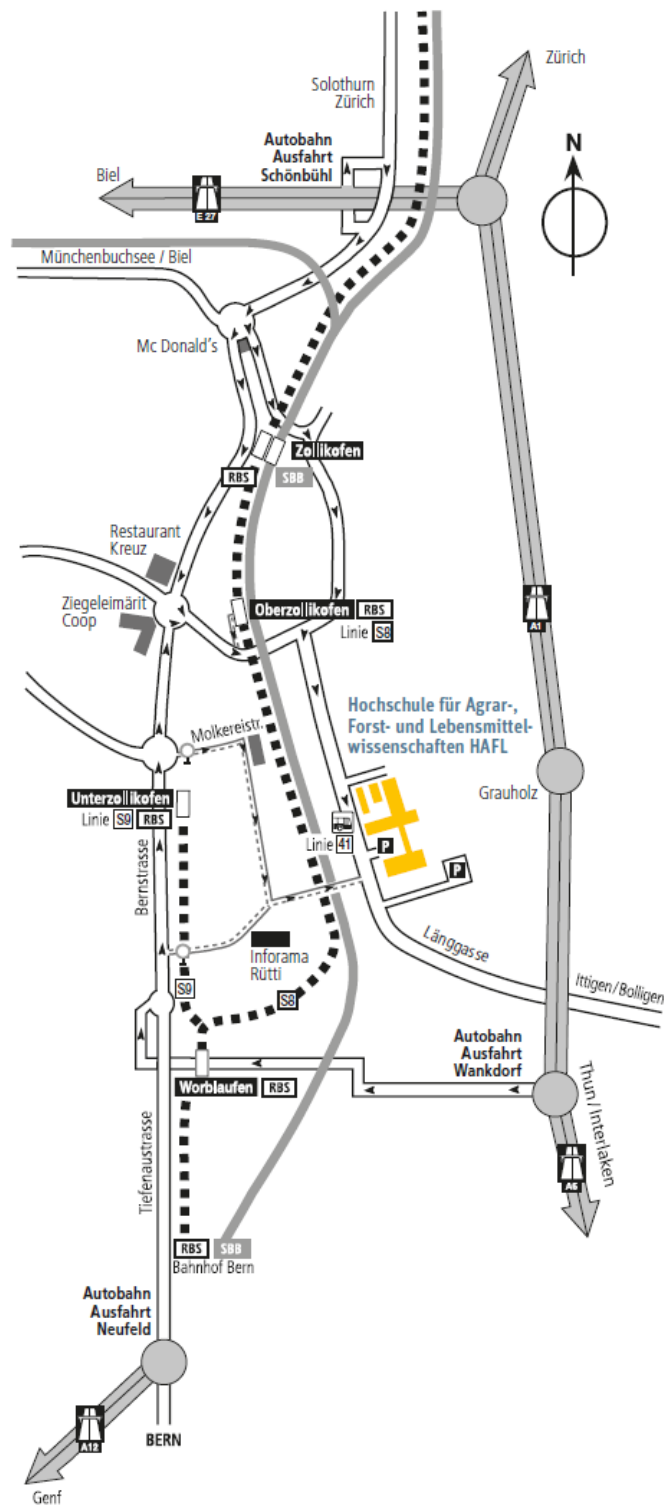 Zürich
Solothurn
Zürich
Autobahn
Ausfahrt
Schönbühl
N
Biel
E 27
Münchenbuchsee / Biel
Mc Donald's
Zollikofen
RBS
SBB
Restaurant
Kreuz
Ziegeleimärit
Coop
Oberzollikofen RBS
Linie S8
A1
Hochschule für Agrar-,
Forst- und Lebensmittel-
wissenschaften HAFL
Molkereistr.
Grauholz
Unterzollikofen
Linie S9 RBS
Linie 41
P
P
Bernstrasse
Länggasse
Inforama
Rütti
Ittigen/Bolligen
S9
S8
Autobahn
Ausfahrt
Wankdorf
Worblaufen RBS
Thun/Interlaken
A6
Tiefenaustrasse
RBS SBB
Bahnhof Bern
Autobahn
Ausfahrt
Neufeld
A12
BERN
Genf